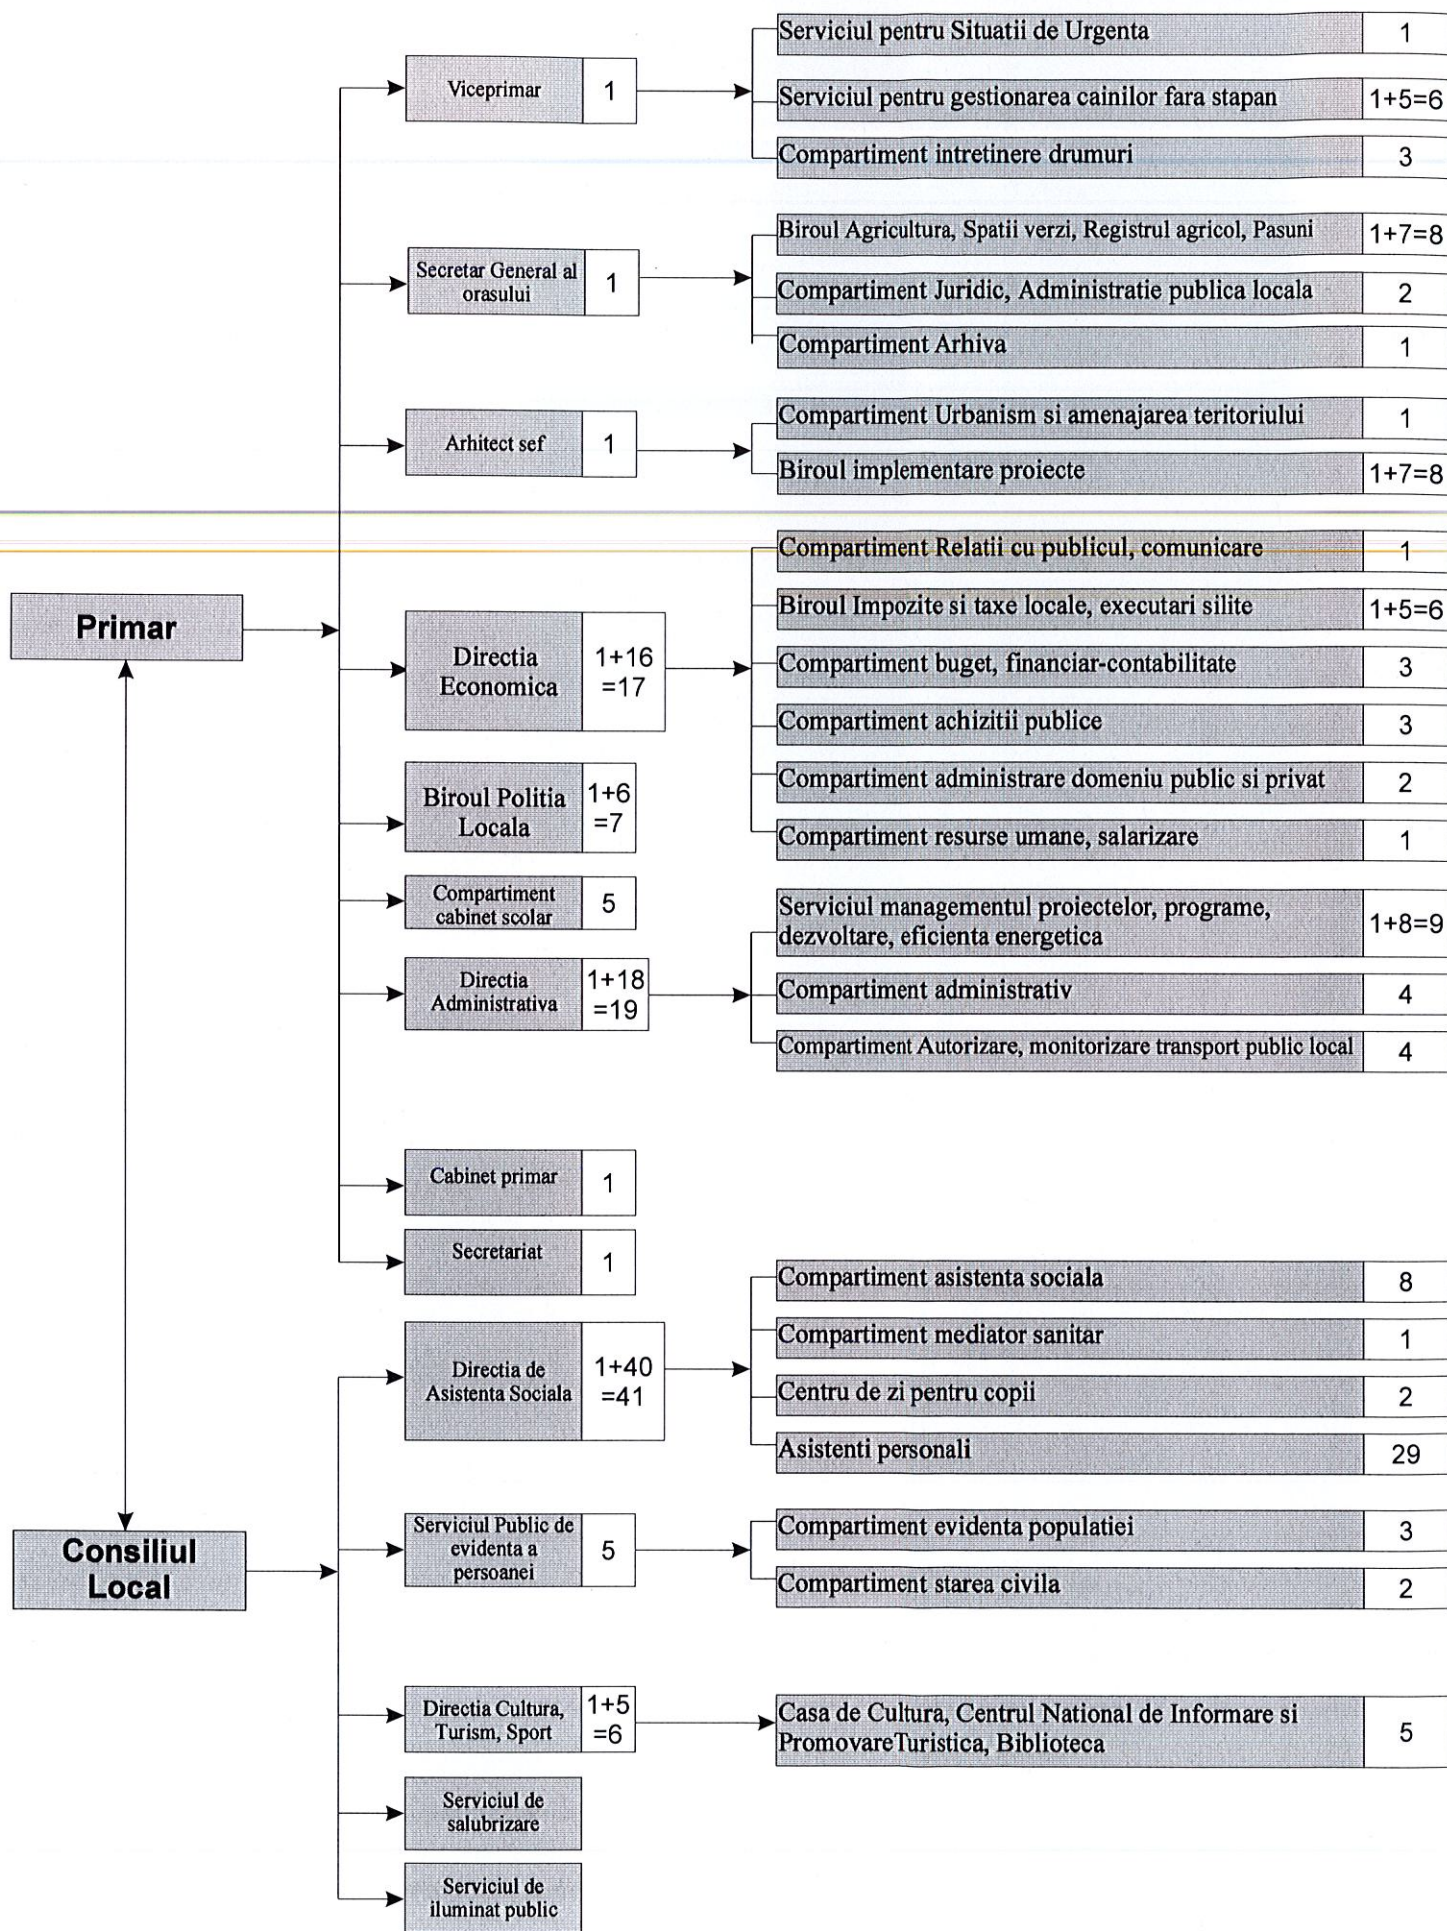 Primar
Consiliul
Local
Viceprimar 1
Serviciul pentru Situatii de Urgenta 1
Serviciul pentru gestionarea cainilor fara stapan 1+5=6
Compartiment intretinere drumuri 3
Secretar General al
orasului 1
Biroul Agricultura, Spatii verzi, Registrul agricol, Pasuni 1+7=8
Compartiment Juridic, Administratie publica locala 2
Compartiment Arhiva 1
Arhitect sef 1
Compartiment Urbanism si amenajarea teritoriului 1
Biroul implementare proiecte 1+7=8
Directia
Economica
1+16
=17
Compartiment Relatii cu publicul, comunicare 1
Biroul Impozite si taxe locale, executari silite 1+5=6
Compartiment buget, financiar-contabilitate 3
Compartiment achizitii publice 3
Compartiment administrare domeniu public si privat 2
Compartiment resurse umane, salarizare 1
Biroul Politia
Locala
1+6
=7
Compartiment
cabinet scolar 5
Directia
Administrativa
1+18
=19
Serviciul managementul proiectelor, programe,
dezvoltare, eficienta energetica 1+8=9
Compartiment administrativ 4
Compartiment Autorizare, monitorizare transport public local 4
Cabinet primar 1
Secretariat 1
Directia de
Asistenta Sociala
1+40
=41
Compartiment asistenta sociala 8
Compartiment mediator sanitar 1
Centru de zi pentru copii 2
Asistenti personali 29
Serviciul Public de
evidenta a
persoanei 5
Compartiment evidenta populatiei 3
Compartiment starea civila 2
Directia Cultura,
Turism, Sport
1+5
=6
Casa de Cultura, Centrul National de Informare si
PromovareTuristica, Biblioteca 5
Serviciul de
salubrizare
Serviciul de
iluminat public